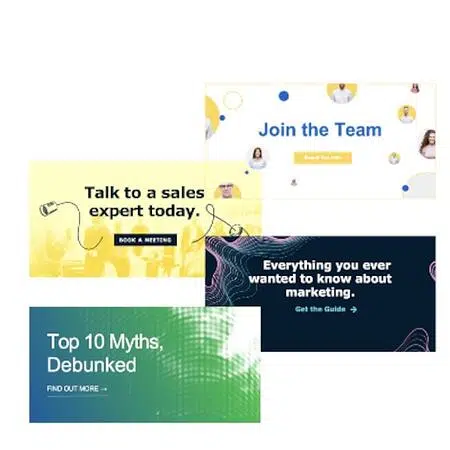 Join the Team
Talk to a sales
expert today.
BOOK A MEETING
Everything you ever
wanted to know about
marketing.
Get the Guide →
Top 10 Myths,
Debunked
FIND OUT MORE →